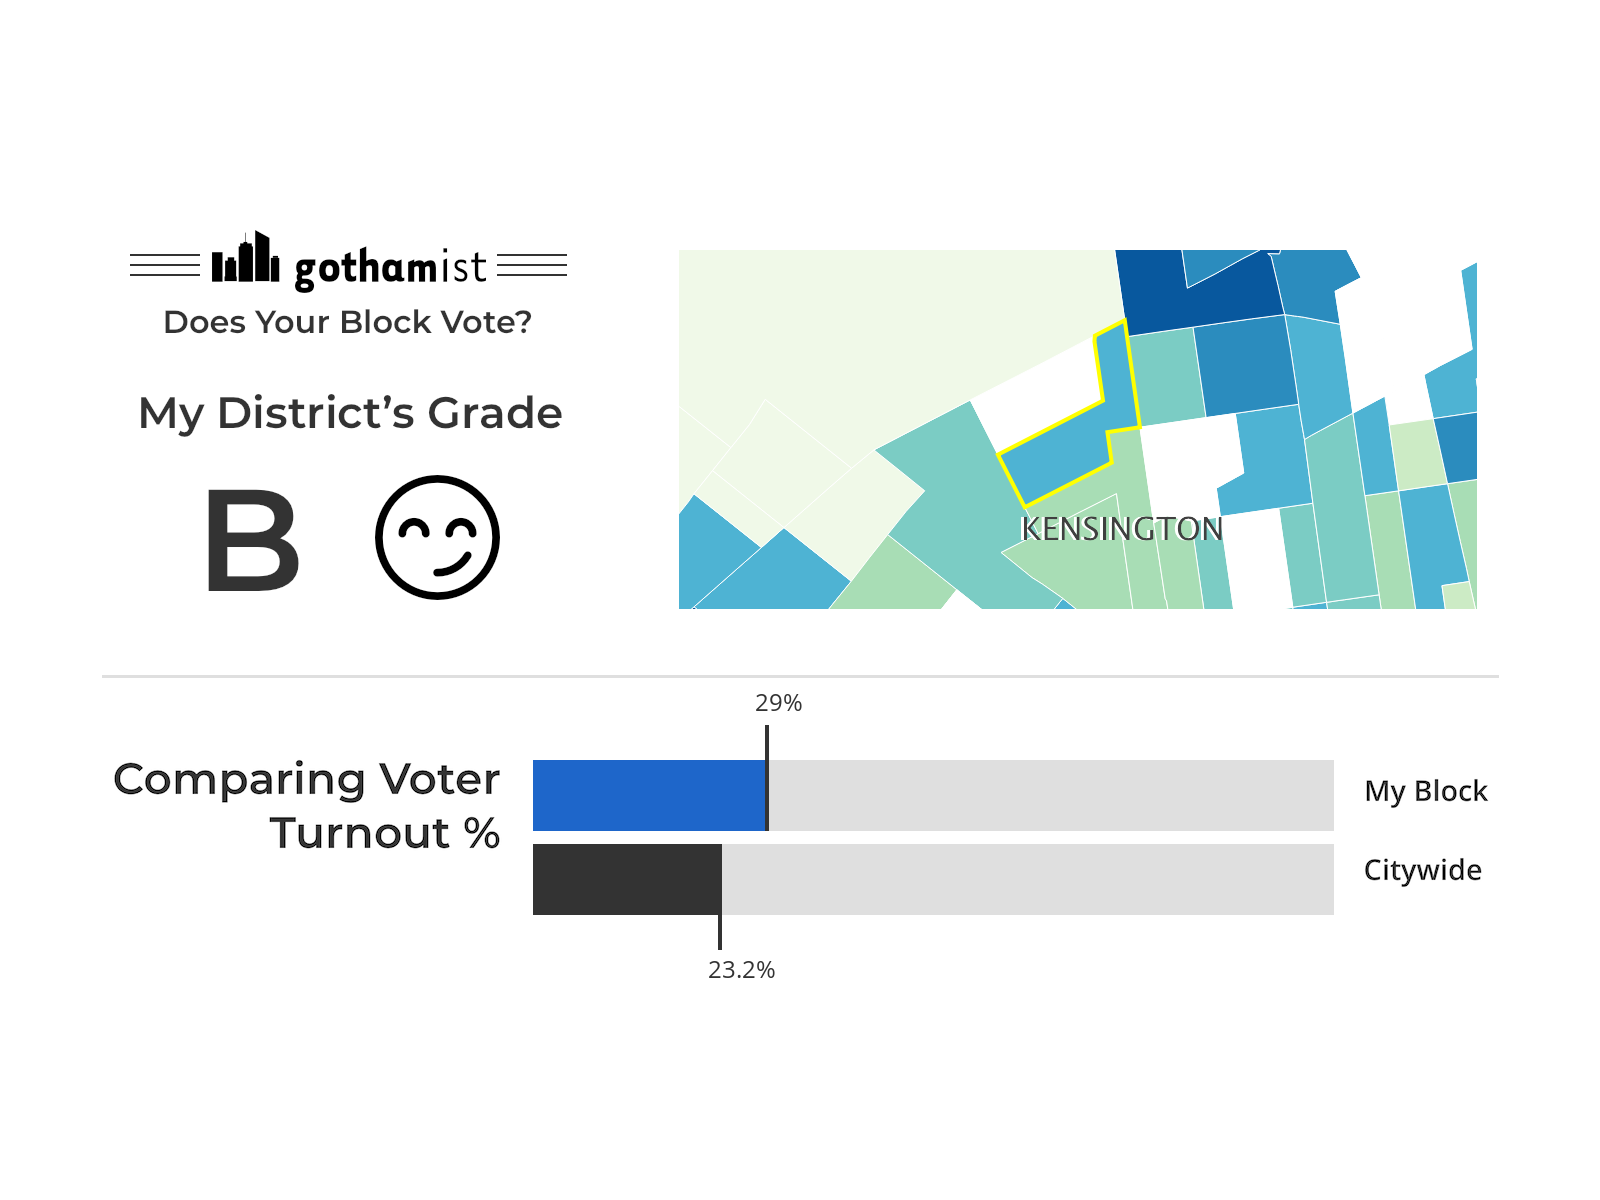 gothamist
Does Your Block Vote?
My District’s Grade
B
KENSINGTON
29%
Comparing Voter
Turnout %
My Block
Citywide
23.2%